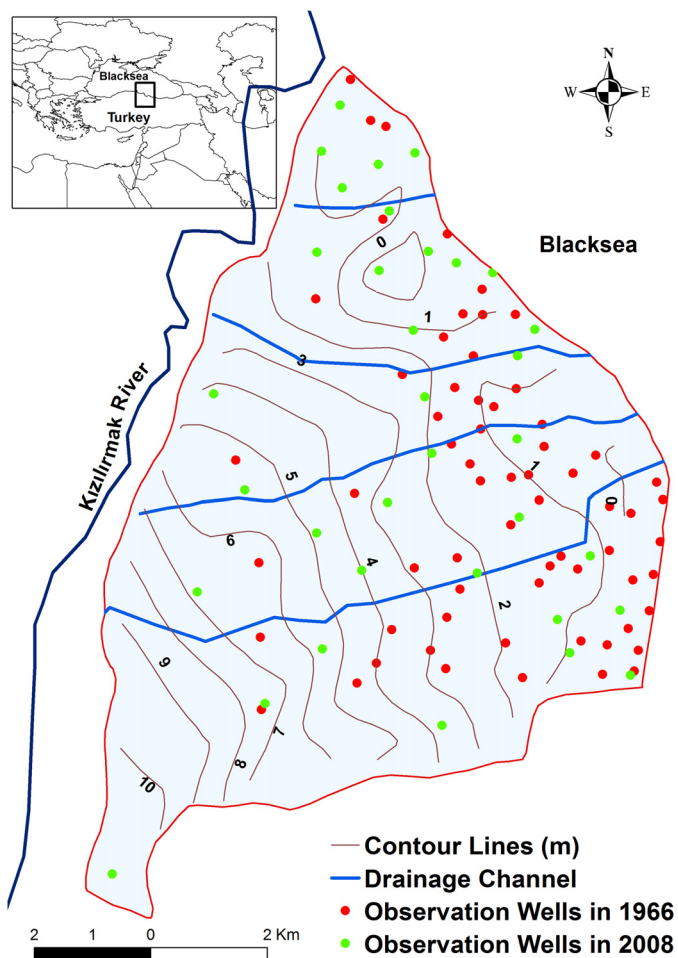 Blacksea
Turkey
N
W E
S
Blacksea
Kızılırmak River
0
1
3
5
1
0
6
4
2
9
7
8
10
Contour Lines (m)
Drainage Channel
Observation Wells in 1966
Observation Wells in 2008
2 1 0 2 Km